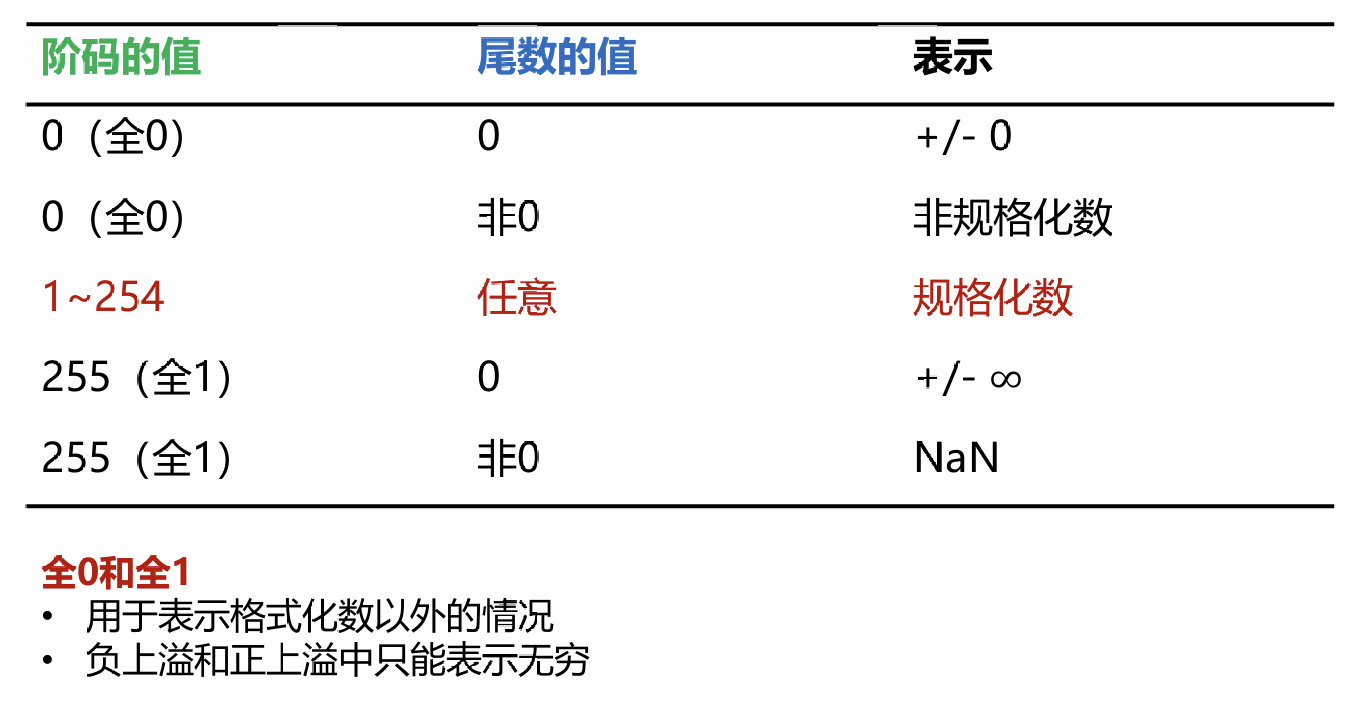 阶码的值 尾数的值 表示
0（全0） 0 +/- 0
0（全0） 非0 非规格化数
1~254 任意 规格化数
255（全1） 0 +/- ∞
255（全1） 非0 NaN
全0和全1
• 用于表示格式化数以外的情况
• 负上溢和正上溢中只能表示无穷